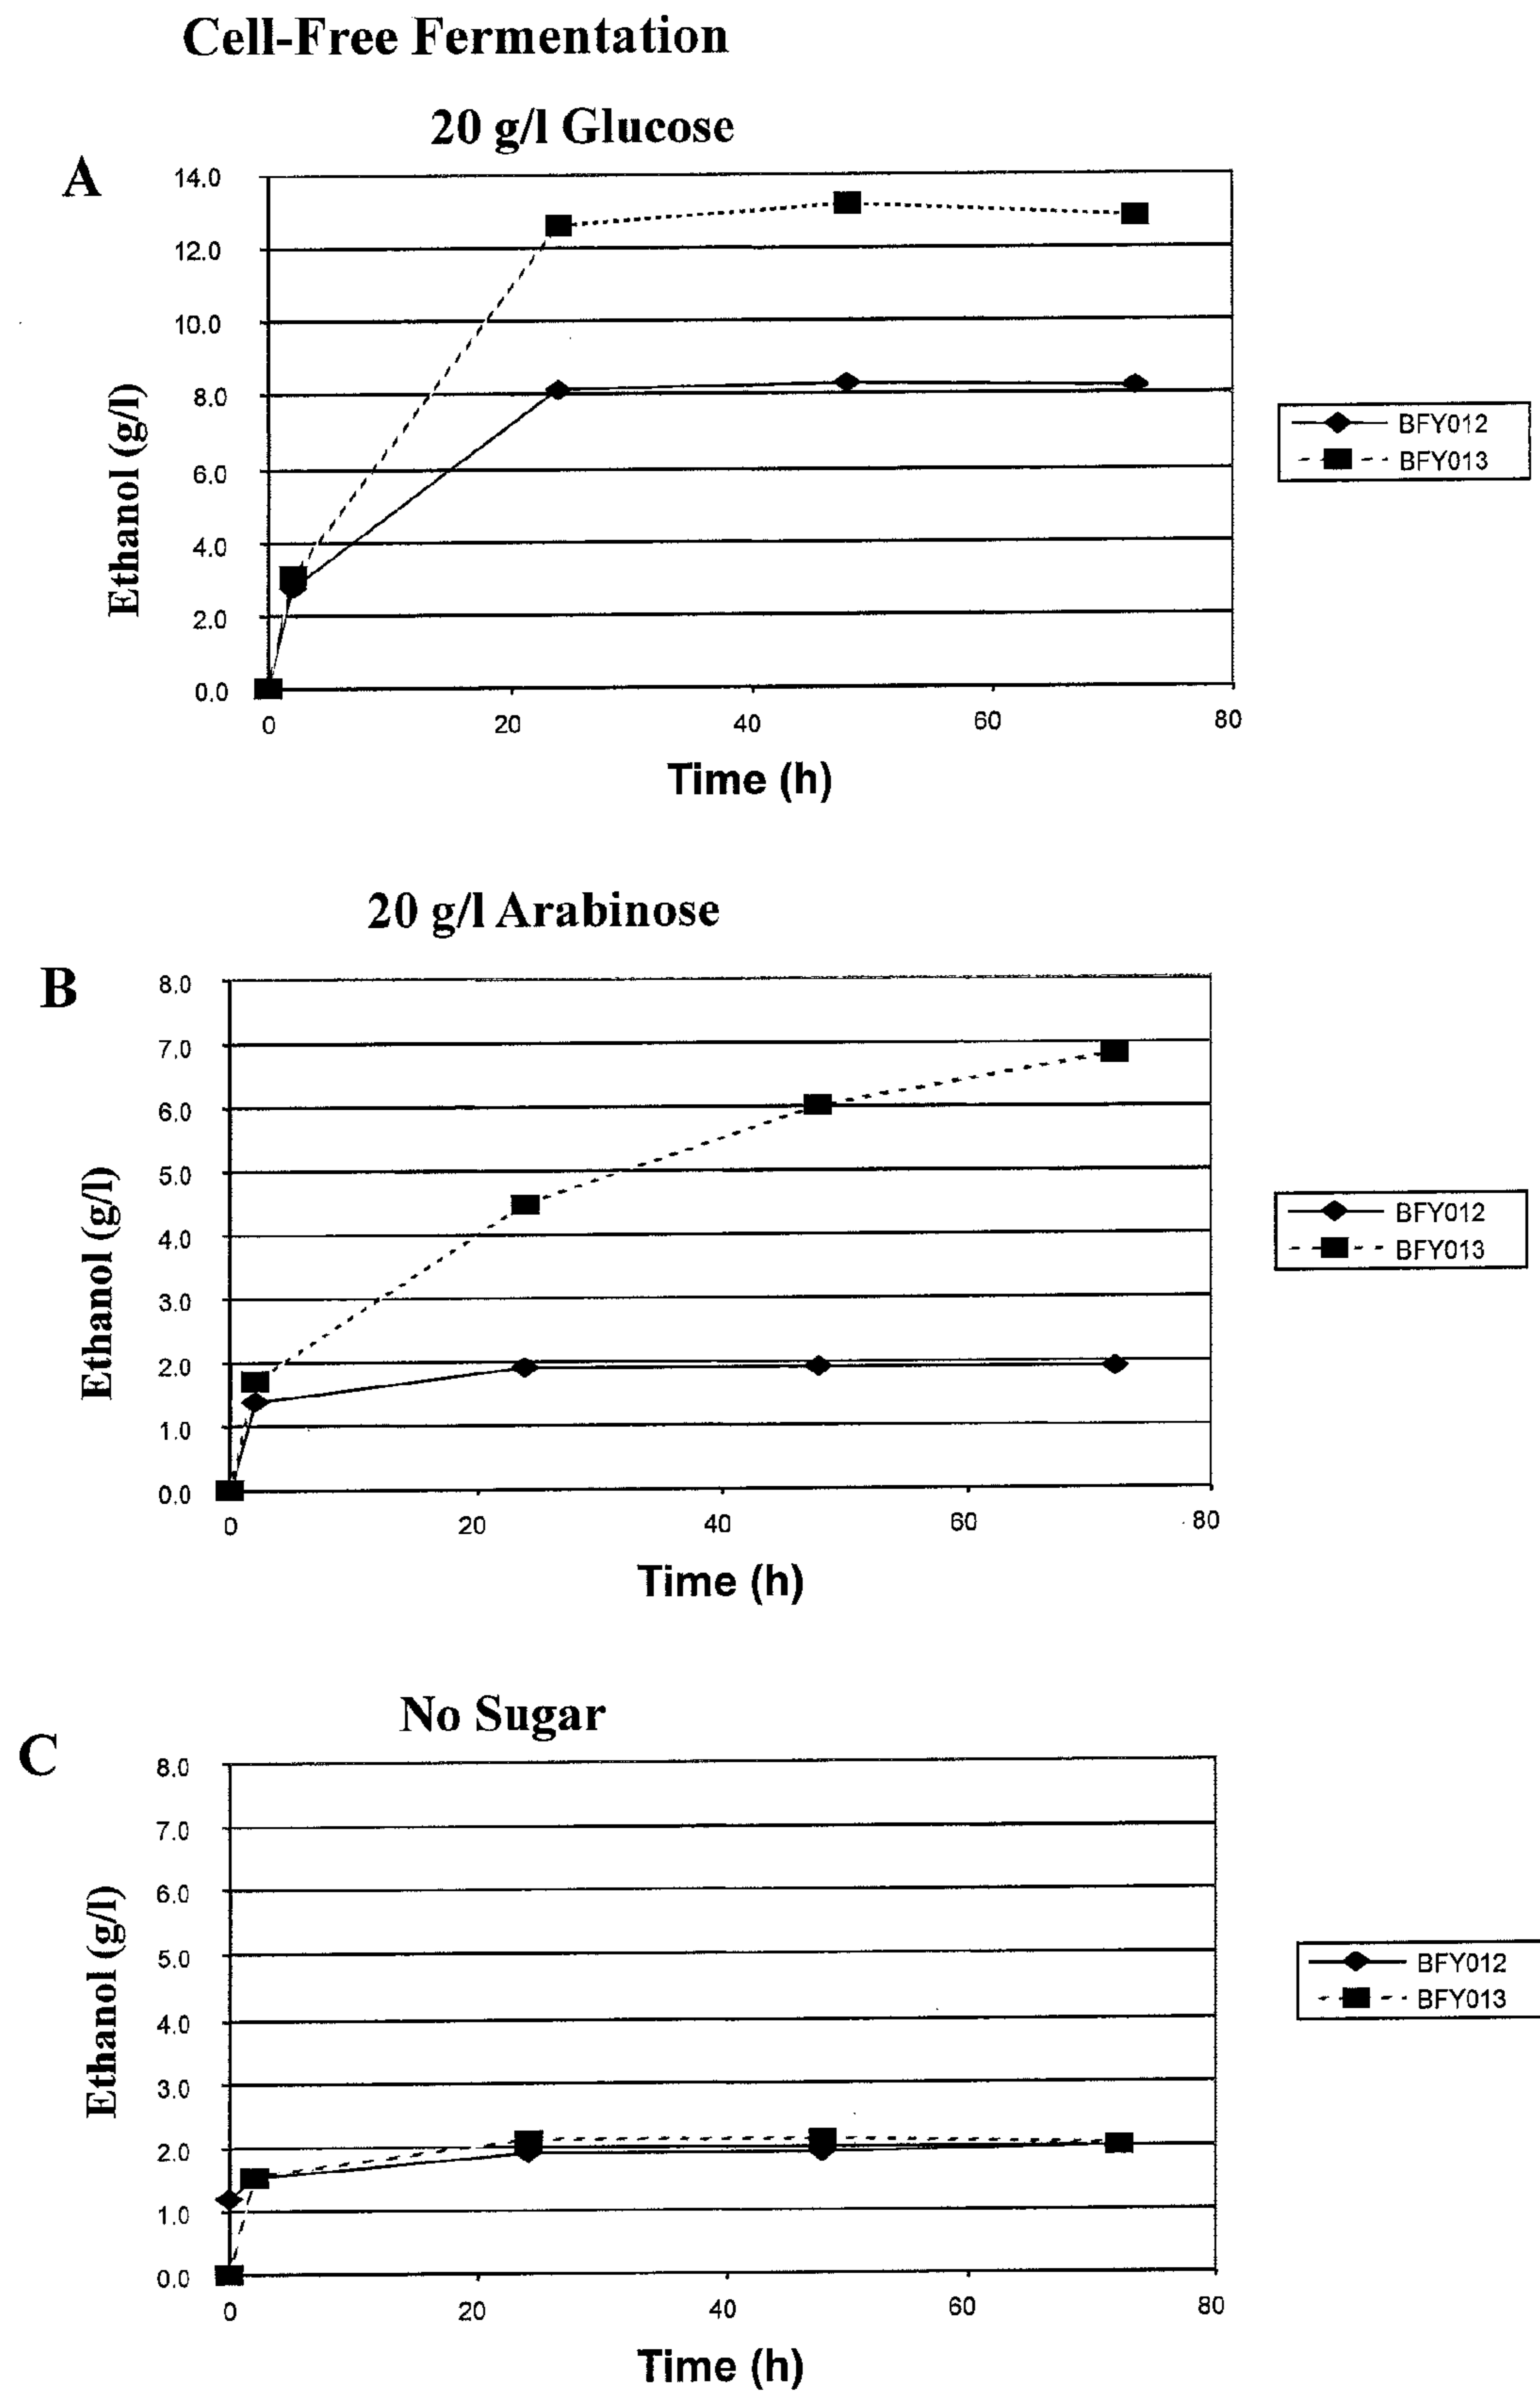 Cell-Free Fermentation
20 g/l Glucose
A
14.0
12.0
10.0
8.0
6.0
4.0
2.0
0.0
Ethanol (g/l)
0 20 40 60 80
Time (h)
BFY012
BFY013
20 g/l Arabinose
B
8.0
7.0
6.0
5.0
4.0
3.0
2.0
1.0
0.0
Ethanol (g/l)
0 20 40 60 80
Time (h)
BFY012
BFY013
No Sugar
C
8.0
7.0
6.0
5.0
4.0
3.0
2.0
1.0
0.0
Ethanol (g/l)
0 20 40 60 80
Time (h)
BFY012
BFY013